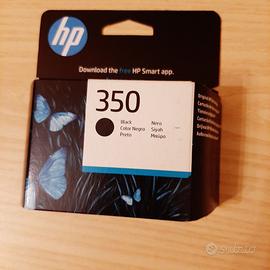 hp
Download the free HP Smart app.
350
Black
Color Negro
Preto
Nero
Siyah
Μαύρο